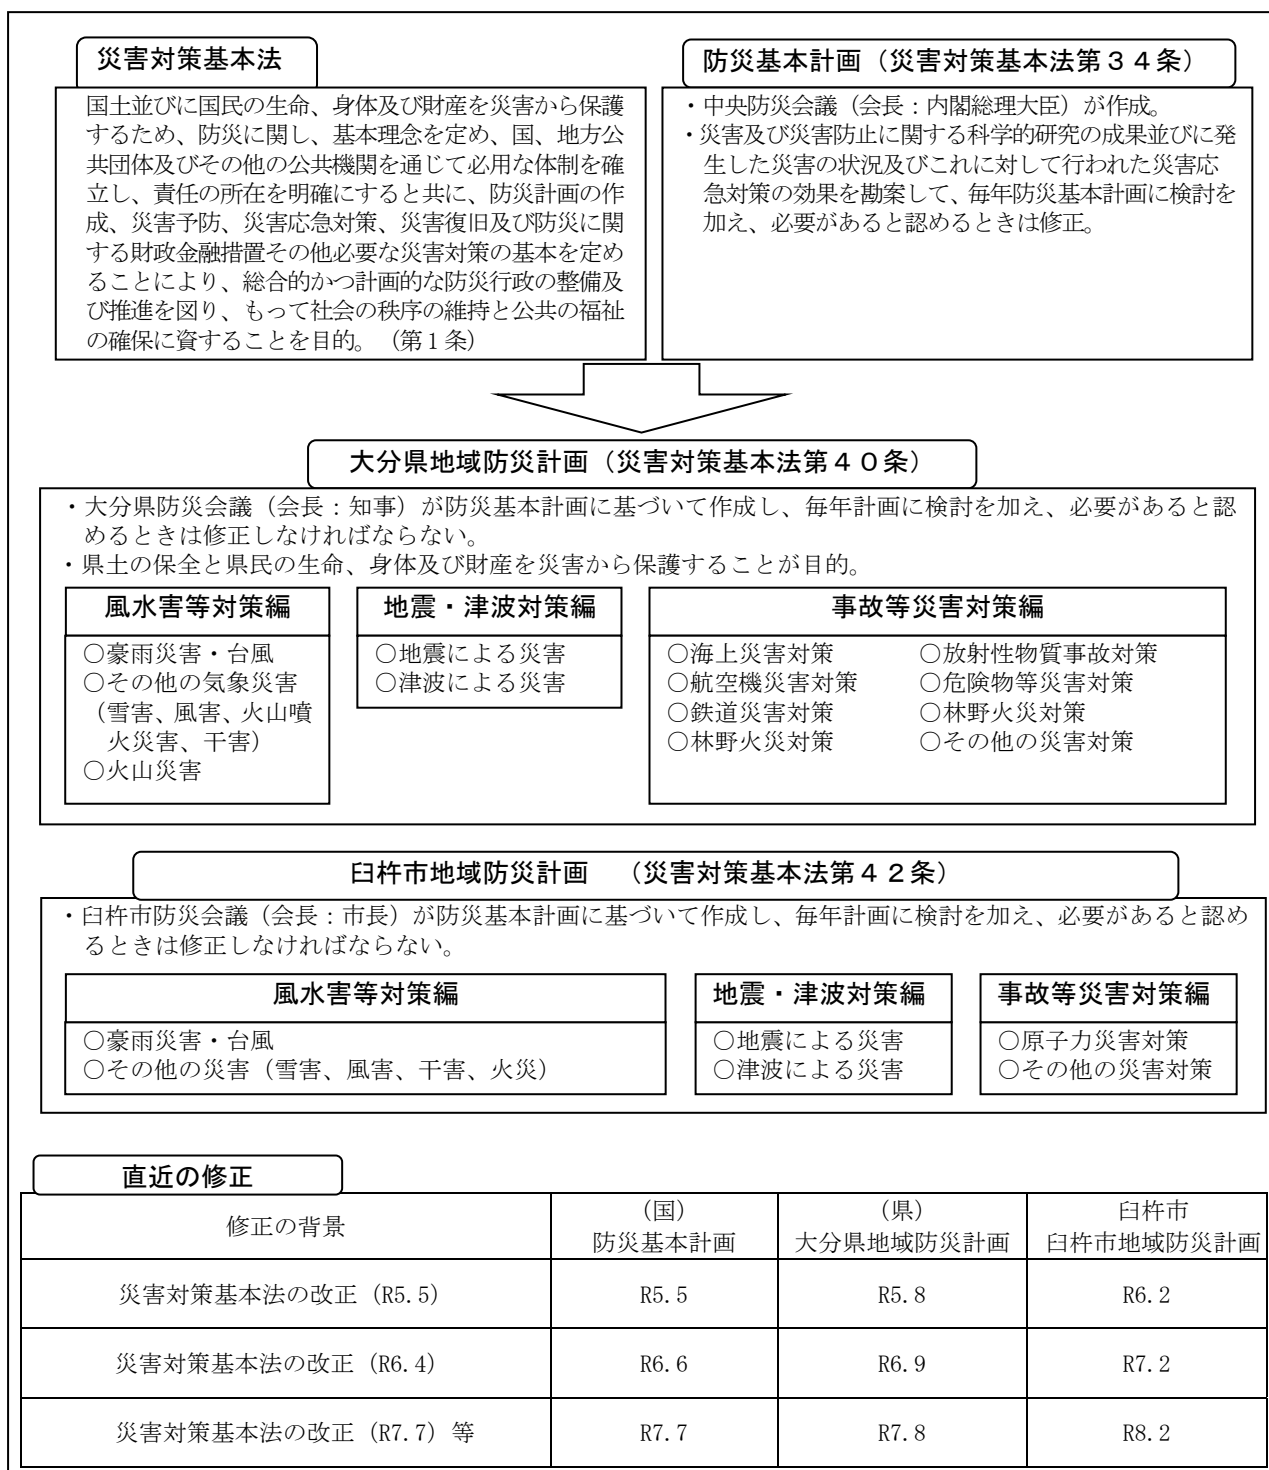 災害対策基本法
国土並びに国民の生命、身体及び財産を災害から保護
するため、防災に関し、基本理念を定め、国、地方公
共団体及びその他の公共機関を通じて必用な体制を確
立し、責任の所在を明確にすると共に、防災計画の作
成、災害予防、災害応急対策、災害復旧及び防災に関
する財政金融措置その他必要な災害対策の基本を定め
ることにより、総合的かつ計画的な防災行政の整備及
び推進を図り、もって社会の秩序の維持と公共の福祉
の確保に資することを目的。（第１条）
防災基本計画（災害対策基本法第３４条）
・中央防災会議（会長：内閣総理大臣）が作成。
・災害及び災害防止に関する科学的研究の成果並びに発
生した災害の状況及びこれに対して行われた災害応
急対策の効果を勘案して、毎年防災基本計画に検討を
加え、必要があると認めるときは修正。
大分県地域防災計画（災害対策基本法第４０条）
・大分県防災会議（会長：知事）が防災基本計画に基づいて作成し、毎年計画に検討を加え、必要があると認
めるときは修正しなければならない。
・県土の保全と県民の生命、身体及び財産を災害から保護することが目的。
風水害等対策編
○豪雨災害・台風
○その他の気象災害
（雪害、風害、火山噴
火災害、干害）
○火山災害
地震・津波対策編
○地震による災害
○津波による災害
事故等災害対策編
○海上災害対策 ○放射性物質事故対策
○航空機災害対策 ○危険物等災害対策
○鉄道災害対策 ○林野火災対策
○林野火災対策 ○その他の災害対策
臼杵市地域防災計画 （災害対策基本法第４２条）
・臼杵市防災会議（会長：市長）が防災基本計画に基づいて作成し、毎年計画に検討を加え、必要があると認め
るときは修正しなければならない。
風水害等対策編
○豪雨災害・台風
○その他の災害（雪害、風害、干害、火災）
地震・津波対策編
○地震による災害
○津波による災害
事故等災害対策編
○原子力災害対策
○その他の災害対策
直近の修正
修正の背景 （国） （県） 臼杵市
防災基本計画 大分県地域防災計画 臼杵市地域防災計画
災害対策基本法の改正（R5.5） R5.5 R5.8 R6.2
災害対策基本法の改正（R6.4） R6.6 R6.9 R7.2
災害対策基本法の改正（R7.7）等 R7.7 R7.8 R8.2